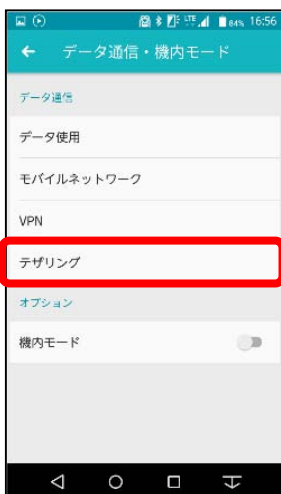 LTE 84% 16:56
データ通信・機内モード
データ通信
データ使用
モバイルネットワーク
VPN
テザリング
オプション
機内モード